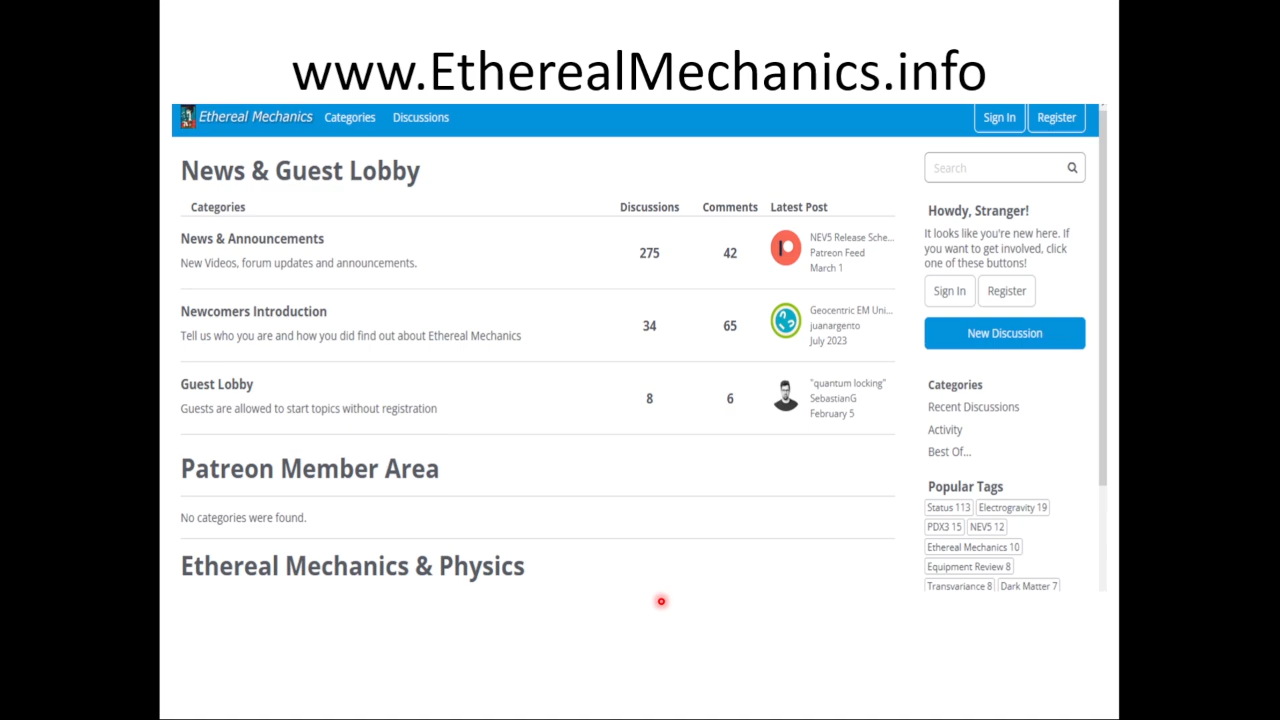 www.EtherealMechanics.info
Ethereal Mechanics Categories Discussions Sign In Register
News & Guest Lobby
Categories Discussions Comments Latest Post
News & Announcements
New Videos, forum updates and announcements.
275 42
NEV5 Release Sche...
Patreon Feed
March 1
Newcomers Introduction
Tell us who you are and how you did find out about Ethereal Mechanics
34 65
Geocentric EM Uni...
juanargento
July 2023
Guest Lobby
Guests are allowed to start topics without registration
8 6
"quantum locking"
SebastianG
February 5
Patreon Member Area
No categories were found.
Ethereal Mechanics & Physics
Search
Howdy, Stranger!
It looks like you're new here. If
you want to get involved, click
one of these buttons!
Sign In Register
New Discussion
Categories
Recent Discussions
Activity
Best Of...
Popular Tags
Status 113 Electrogravity 19
PDX3 15 NEV5 12
Ethereal Mechanics 10
Equipment Review 8
Transvariance 8 Dark Matter 7